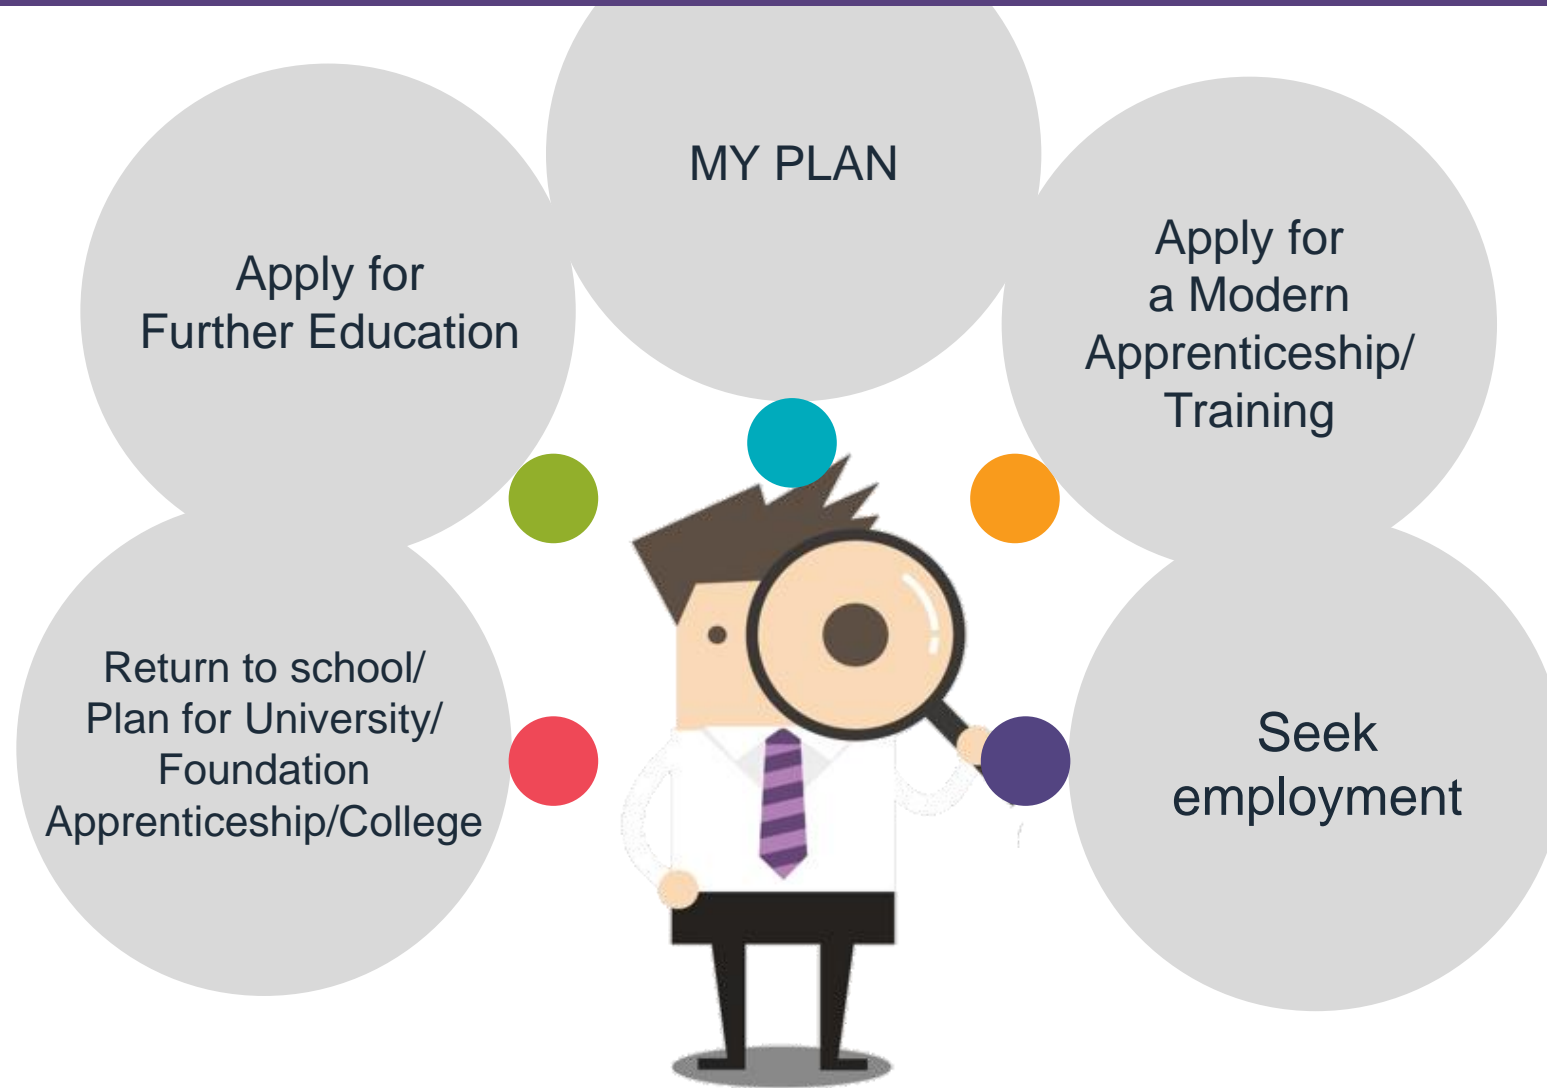 MY PLAN
Apply for
Further Education
Apply for
a Modern
Apprenticeship/
Training
Return to school/
Plan for University/
Foundation
Apprenticeship/College
Seek
employment